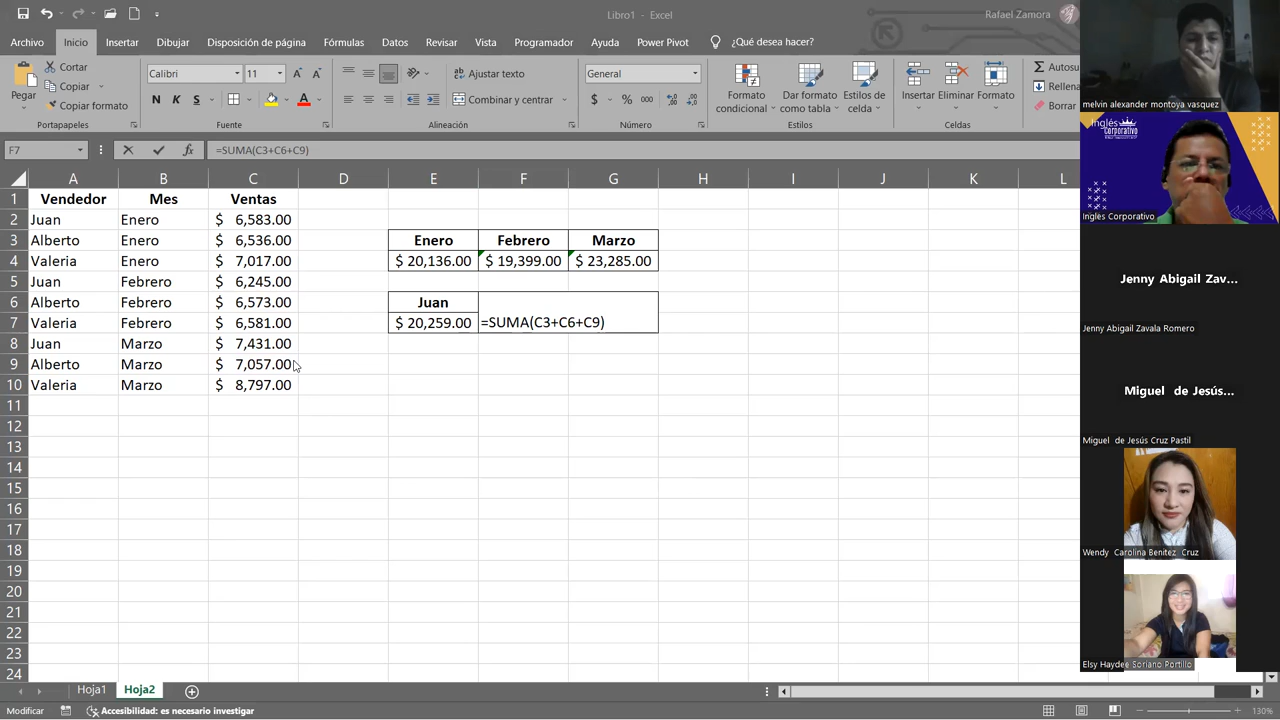 Libro1 - Excel
Rafael Zamora
Archivo Inicio Insertar Dibujar Disposición de página Fórmulas Datos Revisar Vista Programador Ayuda Power Pivot ¿Qué desea hacer?
Pegar
Cortar
Copiar
Copiar formato
Portapapeles
Calibri 11
N K S
Fuente
Ajustar texto
Combinar y centrar
Alineación
General
$ % 000
Número
Formato condicional
Dar formato como tabla
Estilos de celda
Estilos
Insertar Eliminar Formato
Celdas
Autosu
Rellena
Borrar
F7 fx =SUMA(C3+C6+C9)
A B C D E F G H I J K L
1 Vendedor Mes Ventas
2 Juan Enero $ 6,583.00
3 Alberto Enero $ 6,536.00 Enero Febrero Marzo
4 Valeria Enero $ 7,017.00 $ 20,136.00 $ 19,399.00 $ 23,285.00
5 Juan Febrero $ 6,245.00
6 Alberto Febrero $ 6,573.00 Juan
7 Valeria Febrero $ 6,581.00 $ 20,259.00 =SUMA(C3+C6+C9)
8 Juan Marzo $ 7,431.00
9 Alberto Marzo $ 7,057.00
10 Valeria Marzo $ 8,797.00
11
12
13
14
15
16
17
18
19
20
21
22
23
24
Hoja1 Hoja2
Modificar Accesibilidad: es necesario investigar 130%
melvin alexander montoya vasquez
Inglés Corporativo
Inglés Corporativo
Jenny Abigail Zav...
Jenny Abigail Zavala Romero
Miguel de Jesús...
Miguel de Jesús Cruz Pastil
Wendy Carolina Benitez Cruz
Elsy Haydee Soriano Portillo